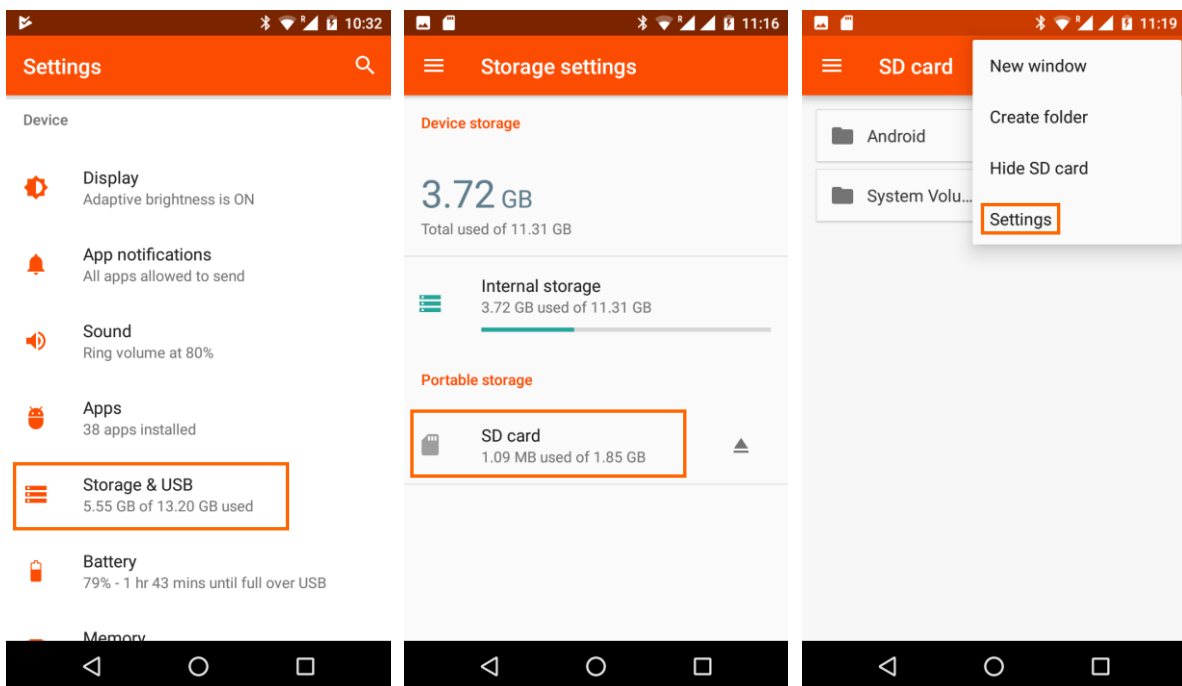 10:32
Settings
Device
Display
Adaptive brightness is ON
App notifications
All apps allowed to send
Sound
Ring volume at 80%
Apps
38 apps installed
Storage & USB
5.55 GB of 13.20 GB used
Battery
79% - 1 hr 43 mins until full over USB
Memory
R
11:16
Storage settings
Device storage
3.72 GB
Total used of 11.31 GB
Internal storage
3.72 GB used of 11.31 GB
Portable storage
SD card
1.09 MB used of 1.85 GB
R
11:19
SD card
Android
System Volu...
New window
Create folder
Hide SD card
Settings